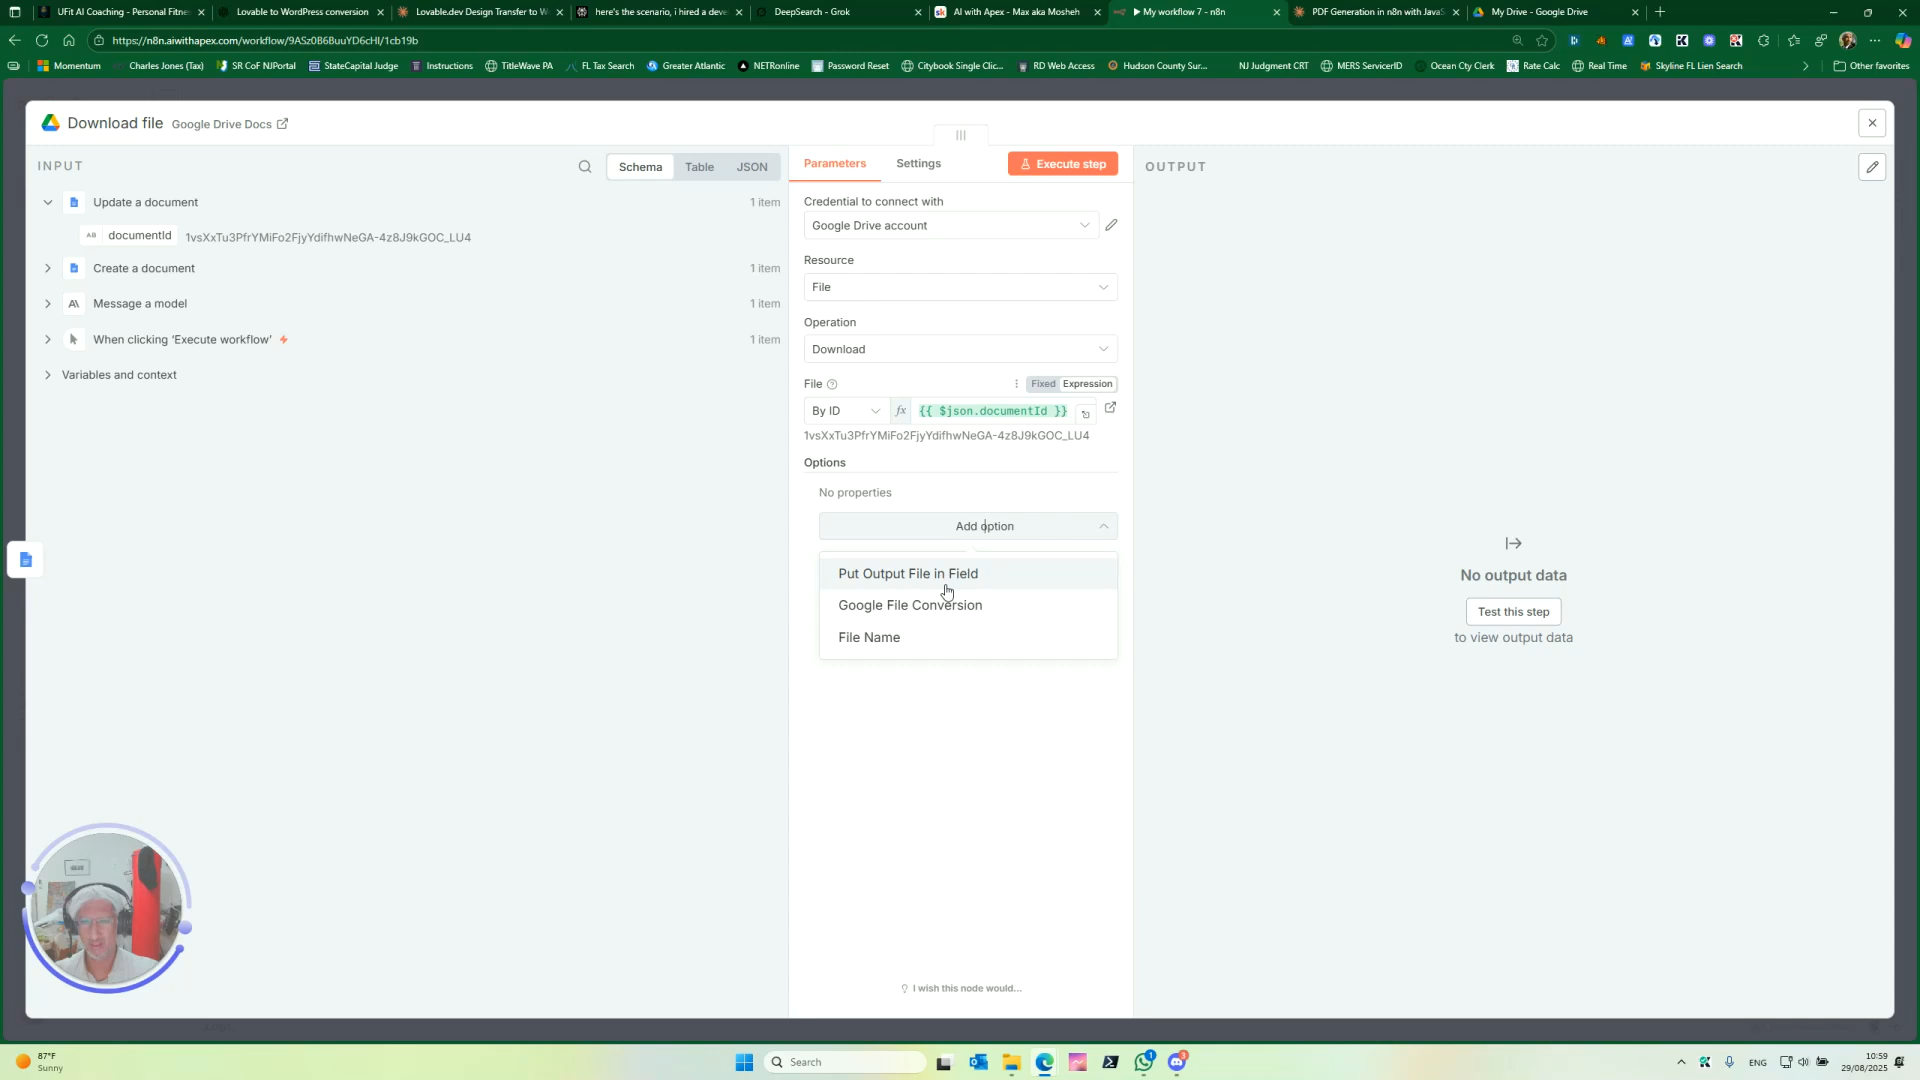 UFit AI Coaching - Personal Fitne
Lovable to WordPress conversion
Lovable.dev Design Transfer to W
here's the scenario, i hired a deve
DeepSearch - Grok
AI with Apex - Max aka Mosheh
My workflow 7 - n8n
PDF Generation in n8n with JavaS
My Drive - Google Drive
https://n8n.aiwithapex.com/workflow/9ASz0B6BuuYD6cHI/1cb19b
Momentum
Charles Jones (Tax)
SR CoF NJPortal
StateCapital Judge
Instructions
TitleWave PA
FL Tax Search
Greater Atlantic
NETRonline
Password Reset
Citybook Single Clic...
RD Web Access
Hudson County Sur...
NJ Judgment CRT
MERS ServicerID
Ocean Cty Clerk
Rate Calc
Real Time
Skyline FL Lien Search
Other favorites
Download file
Google Drive Docs
INPUT
Schema
Table
JSON
Update a document
1 item
documentId
1vsXxTu3PfrYMiFo2FjyYdifhwNeGA-4z8J9kGOC_LU4
Create a document
1 item
Message a model
1 item
When clicking ‘Execute workflow’
1 item
Variables and context
Parameters
Settings
Execute step
Credential to connect with
Google Drive account
Resource
File
Operation
Download
File
Fixed
Expression
By ID
fx
{{ $json.documentId }}
1vsXxTu3PfrYMiFo2FjyYdifhwNeGA-4z8J9kGOC_LU4
Options
No properties
Add option
Put Output File in Field
Google File Conversion
File Name
I wish this node would...
OUTPUT
No output data
Test this step
to view output data
87°F
Sunny
Search
ENG
10:59
29/08/2025